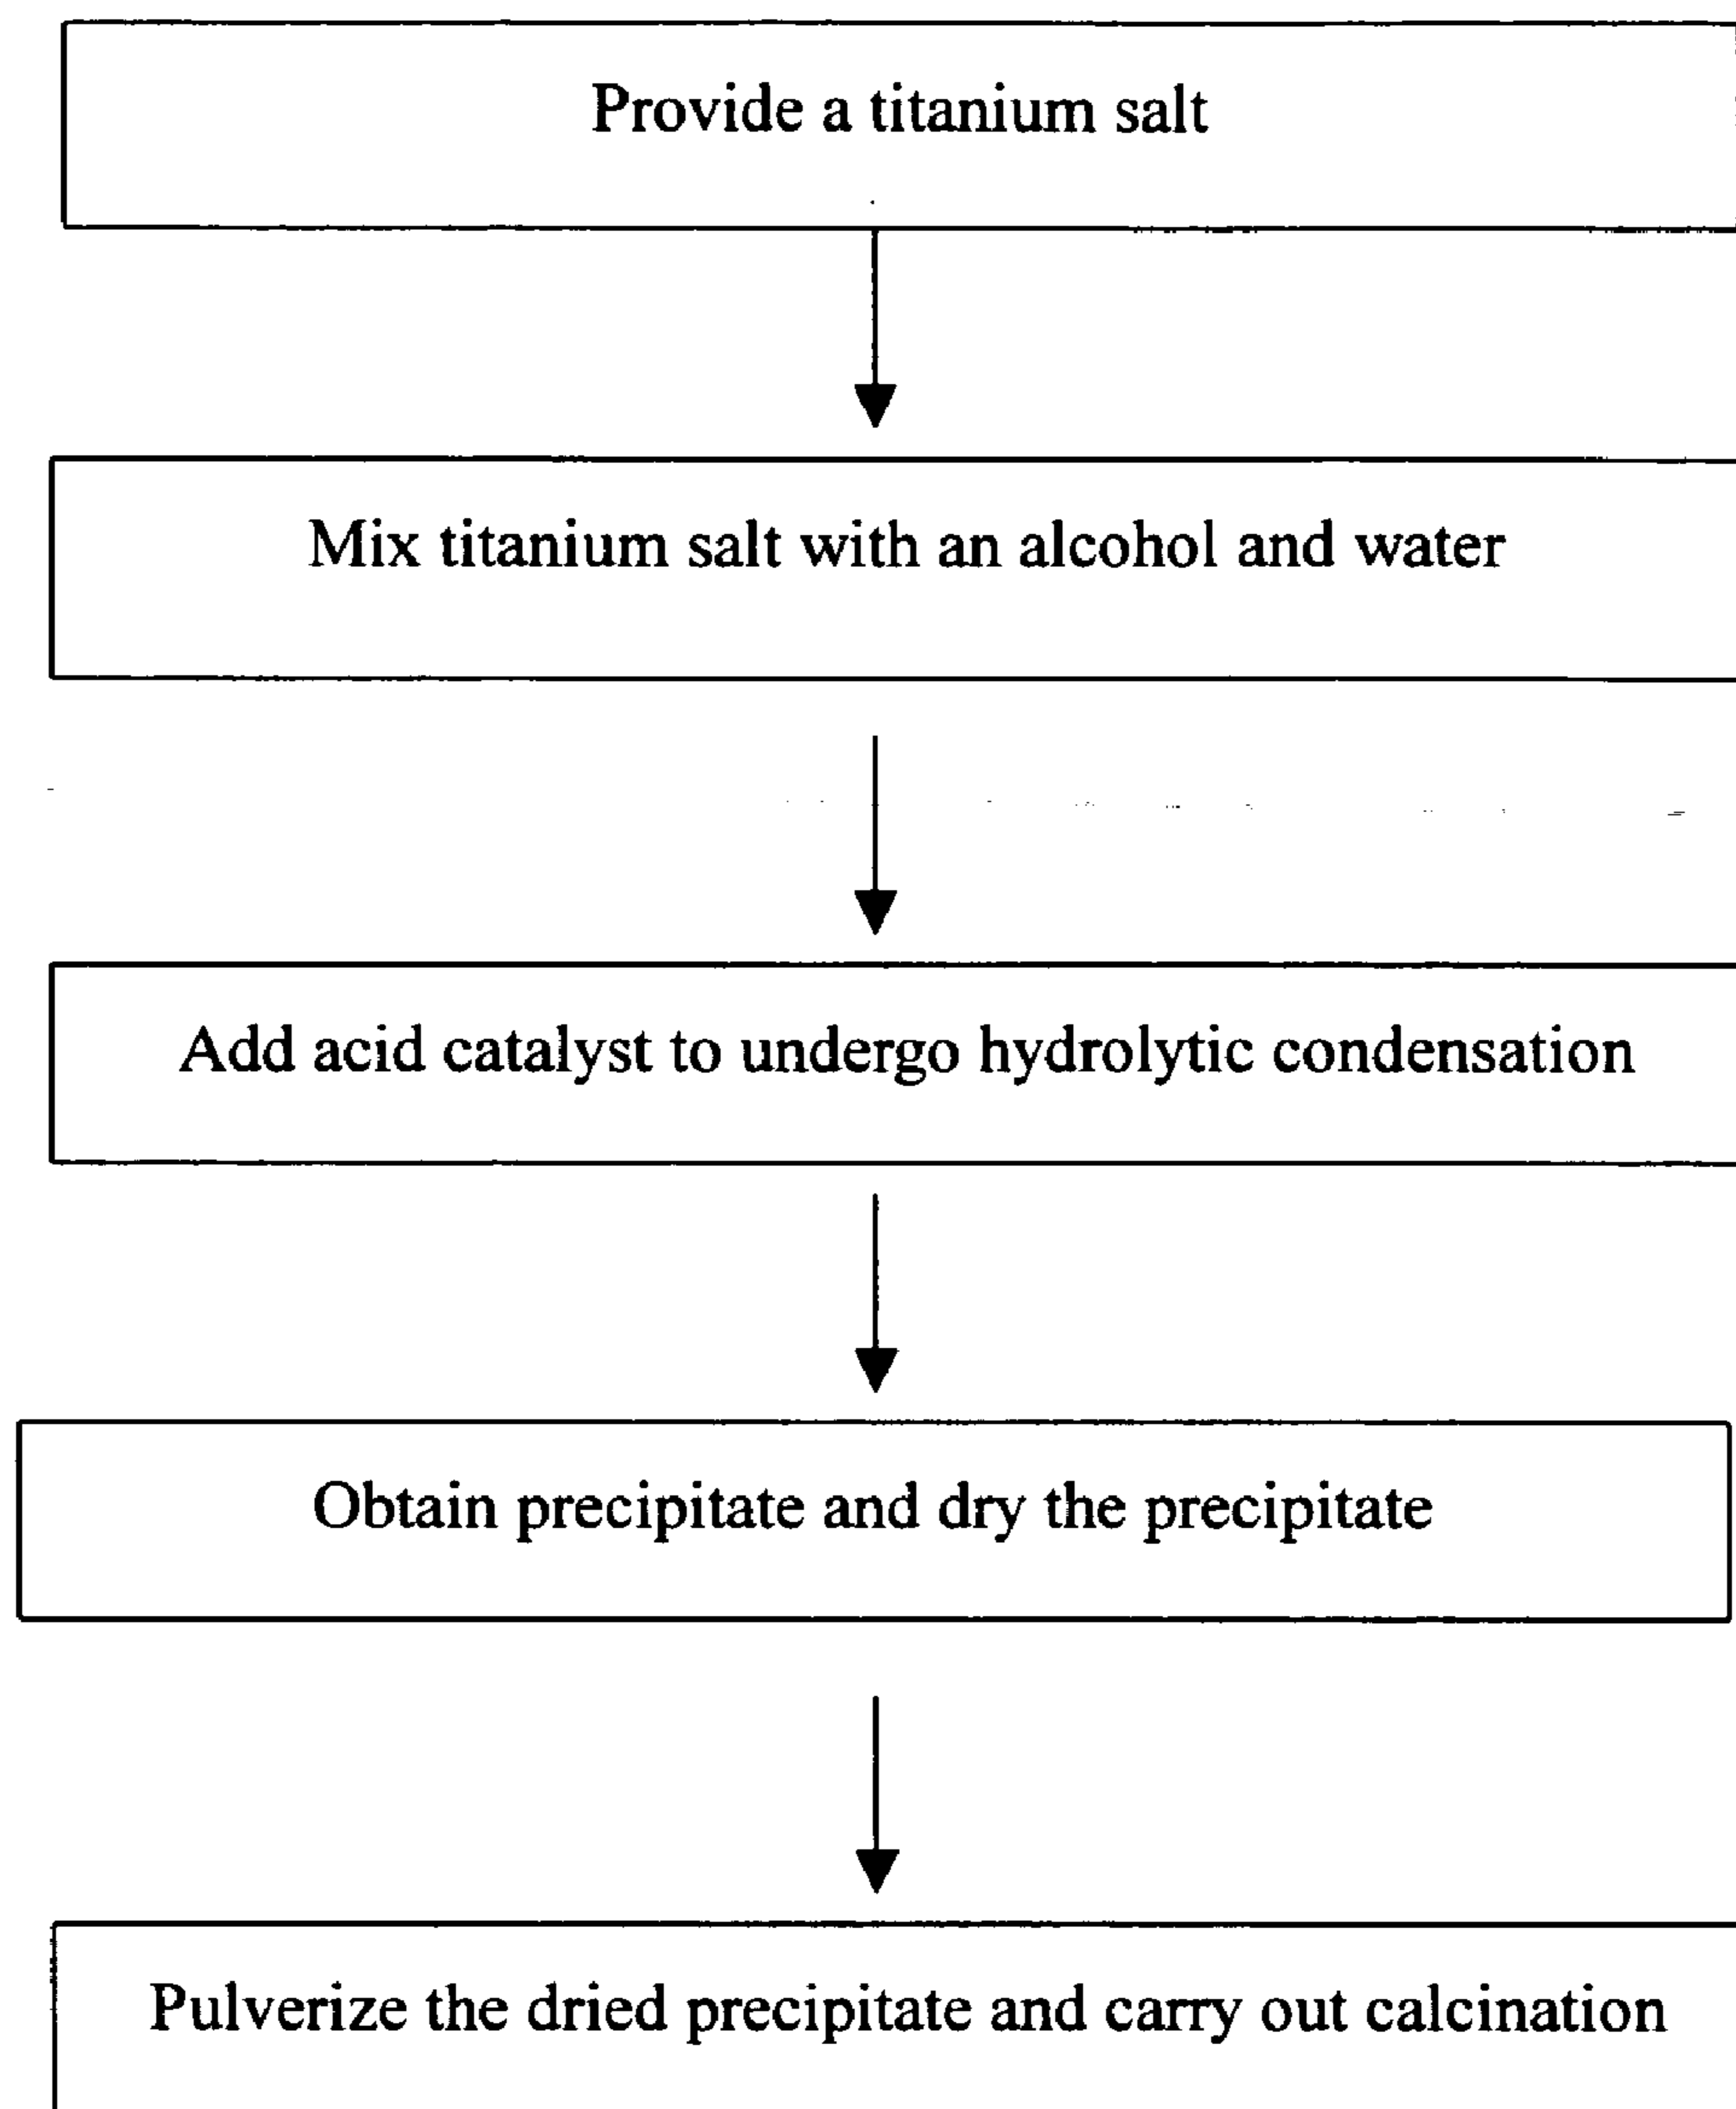 Provide a titanium salt
Mix titanium salt with an alcohol and water
Add acid catalyst to undergo hydrolytic condensation
Obtain precipitate and dry the precipitate
Pulverize the dried precipitate and carry out calcination